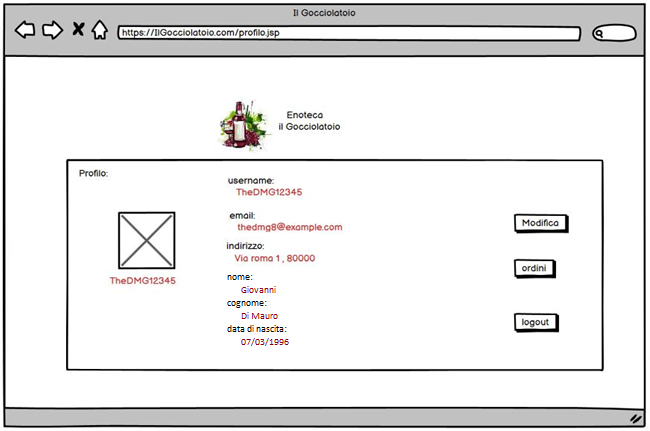 Il Gocciolatoio
https://IlGocciolatoio.com/profilo.jsp
Enoteca
il Gocciolatoio
Profilo:
username:
TheDMG12345
email:
thedmg8@example.com
indirizzo:
Via roma 1 , 80000
nome:
Giovanni
cognome:
Di Mauro
data di nascita:
07/03/1996
TheDMG12345
Modifica
ordini
logout